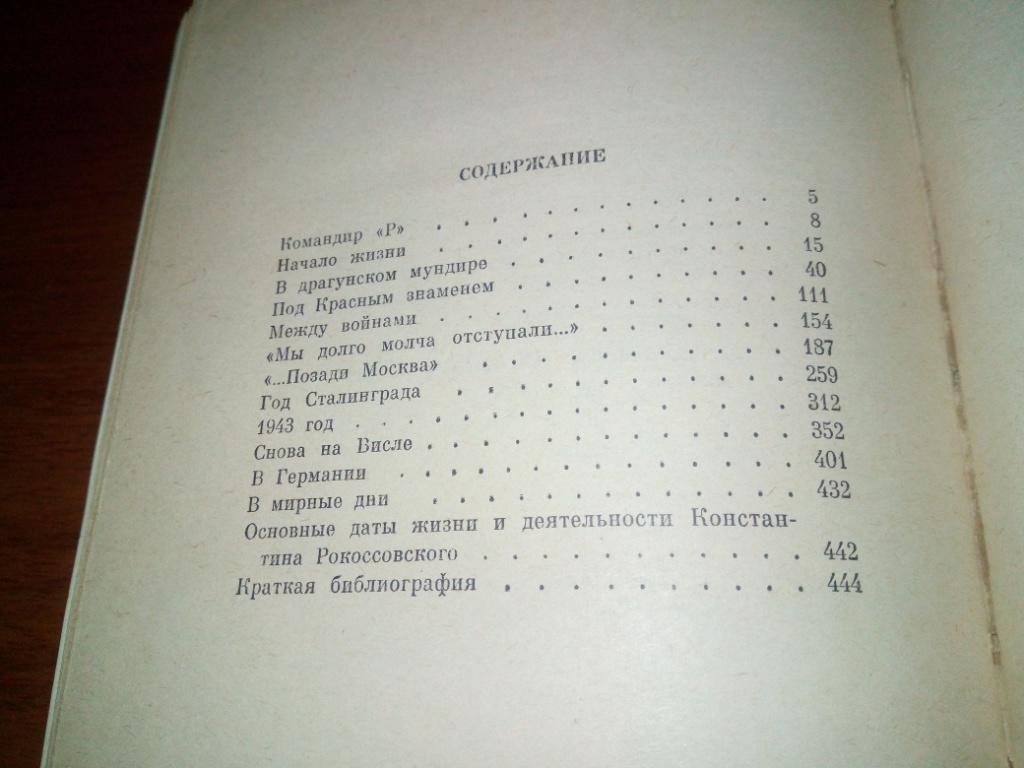 СОДЕРЖАНИЕ
Командир «Р» . . . . . . . . . . . . . 5
Начало жизни . . . . . . . . . . . . . 8
В драгунском мундире . . . . . . . . . . 15
Под Красным знаменем . . . . . . . . . . 40
Между войнами . . . . . . . . . . . . . 111
«Мы долго молча отступали...» . . . . . . . 154
«...Позади Москва» . . . . . . . . . . . 187
Год Сталинграда . . . . . . . . . . . . 259
1943 год . . . . . . . . . . . . . . . 312
Снова на Висле . . . . . . . . . . . . . 352
В Германии . . . . . . . . . . . . . . 401
В мирные дни . . . . . . . . . . . . . 432
Основные даты жизни и деятельности Констан-
тина Рокоссовского . . . . . . . . . . 442
Краткая библиография . . . . . . . . . . 444